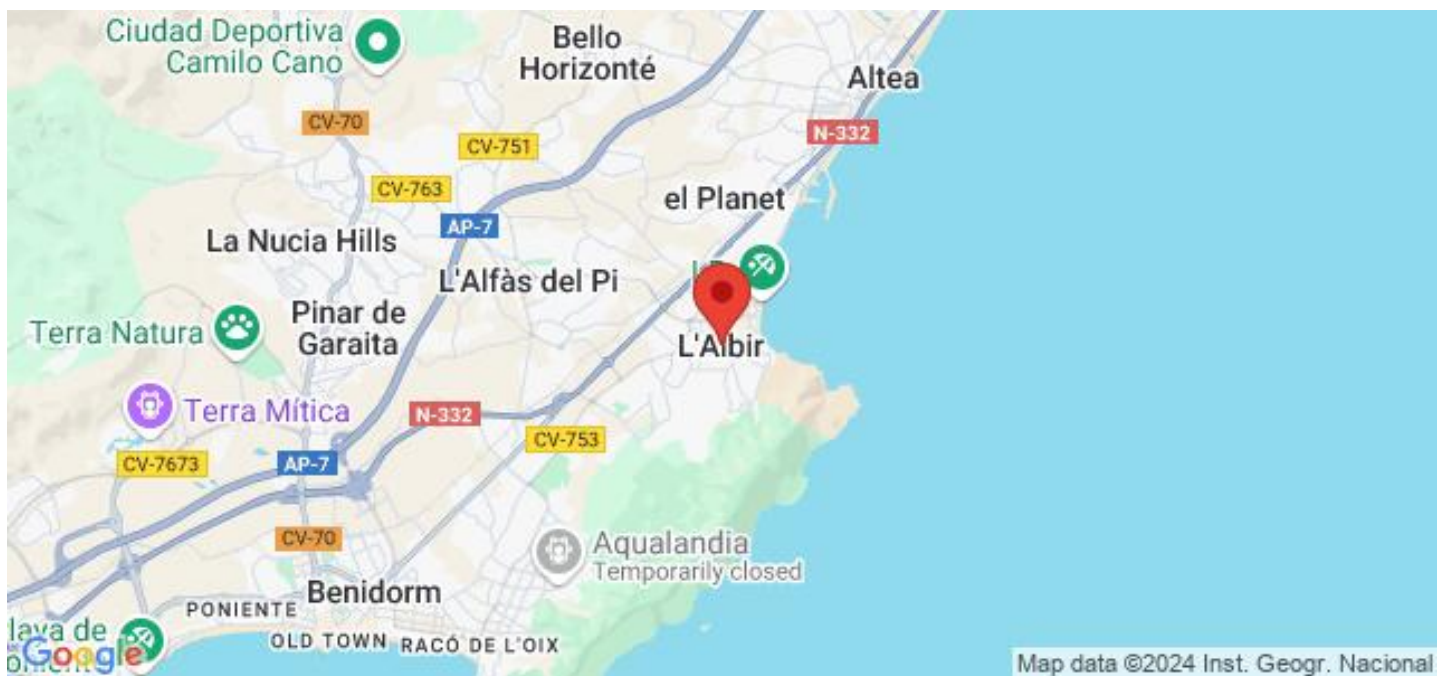 Ciudad Deportiva
Camilo Cano
Bello
Horizonté
Altea
CV-70
N-332
CV-751
CV-763
el Planet
AP-7
La Nucia Hills
L'Alfàs del Pi
Terra Natura
Pinar de
Garaita
L'Albir
Terra Mítica
N-332
CV-753
CV-7673
AP-7
CV-70
Aqualandia
Temporarily closed
Benidorm
PONIENTE
OLD TOWN
RACÓ DE L'OIX
laya de
Google
Map data ©2024 Inst. Geogr. Nacional